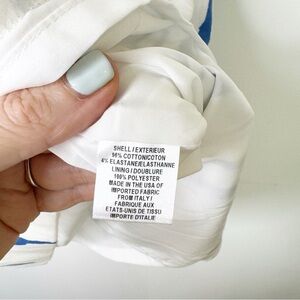 SHELL / EXTERIEUR
96% COTTON/COTON
4% ELASTANE/ELASTHANNE
LINING / DOUBLURE
100% POLYESTER
MADE IN THE USA OF
IMPORTED FABRIC
FROM ITALY /
FABRIQUE AUX
ETATS-UNIS DE TISSU
IMPORTE D'ITALIE